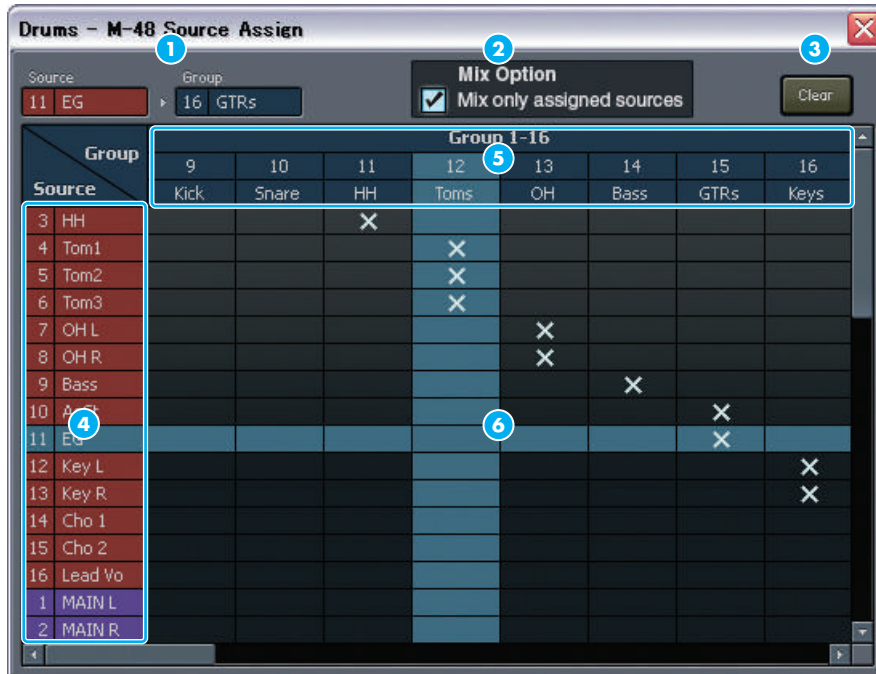 Drums - M-48 Source Assign
1
2
3
Source
Group
Mix Option
11 EG
16 GTRs
Mix only assigned sources
Clear
Group
Source
Group 1-16
5
9 10 11 12 13 14 15 16
Kick Snare HH Toms OH Bass GTRs Keys
3 HH
4 Tom1
5 Tom2
6 Tom3
7 OH L
8 OH R
9 Bass
10
4
11 EG
6
12 Key L
13 Key R
14 Cho 1
15 Cho 2
16 Lead Vo
1 MAIN L
2 MAIN R